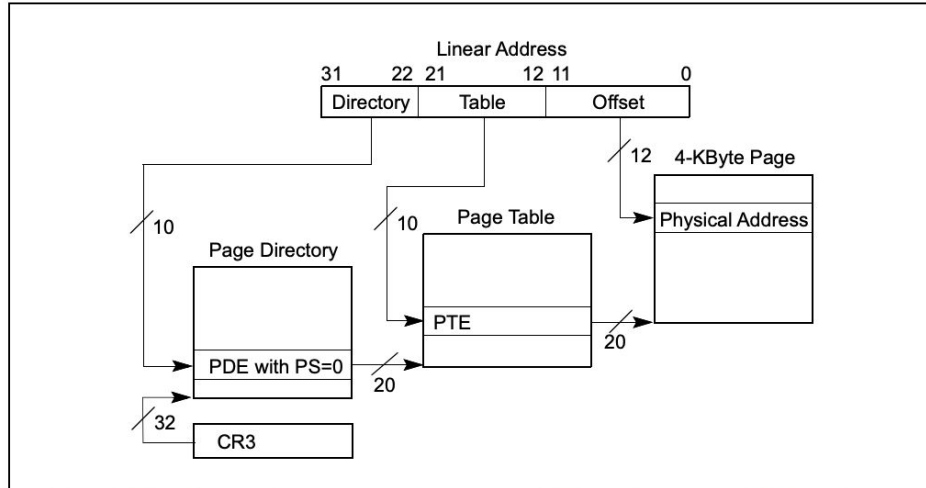 Linear Address
31 22 21 12 11 0
Directory Table Offset
12
4-KByte Page
10
10
Page Table
Physical Address
Page Directory
PTE
20
PDE with PS=0
20
32
CR3